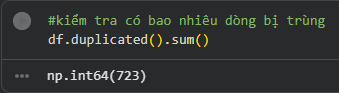 #kiểm tra có bao nhiêu dòng bị trùng
df.duplicated().sum()
... np.int64(723)